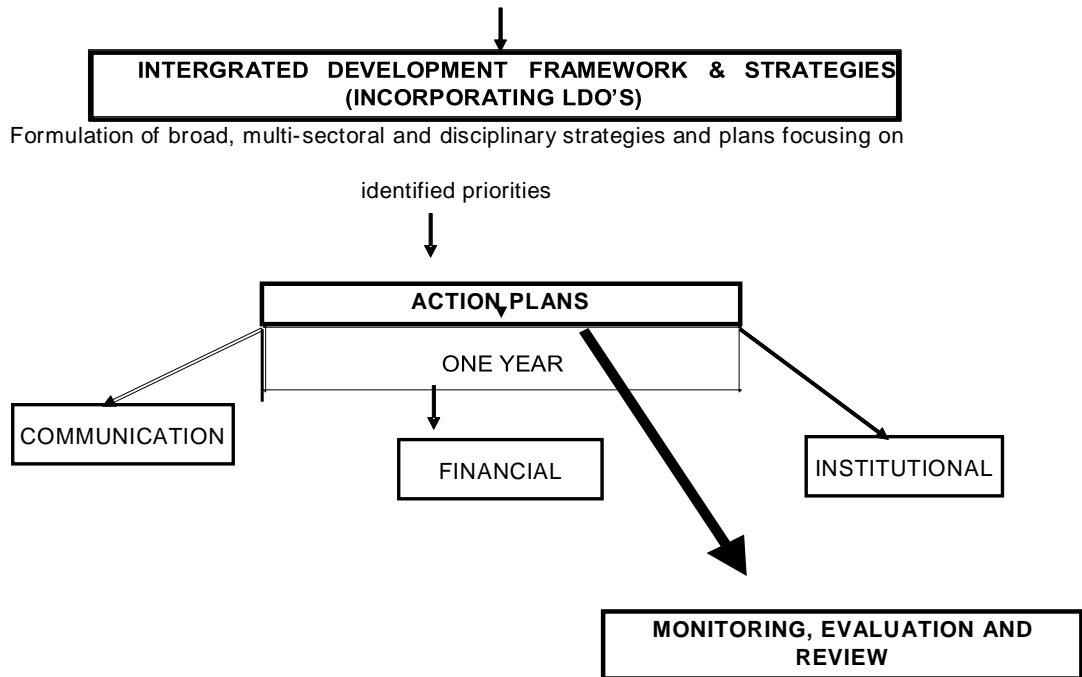 INTERGRATED DEVELOPMENT FRAMEWORK & STRATEGIES
(INCORPORATING LDO'S)
Formulation of broad, multi-sectoral and disciplinary strategies and plans focusing on
identified priorities
ACTION PLANS
ONE YEAR
COMMUNICATION
FINANCIAL
INSTITUTIONAL
MONITORING, EVALUATION AND
REVIEW